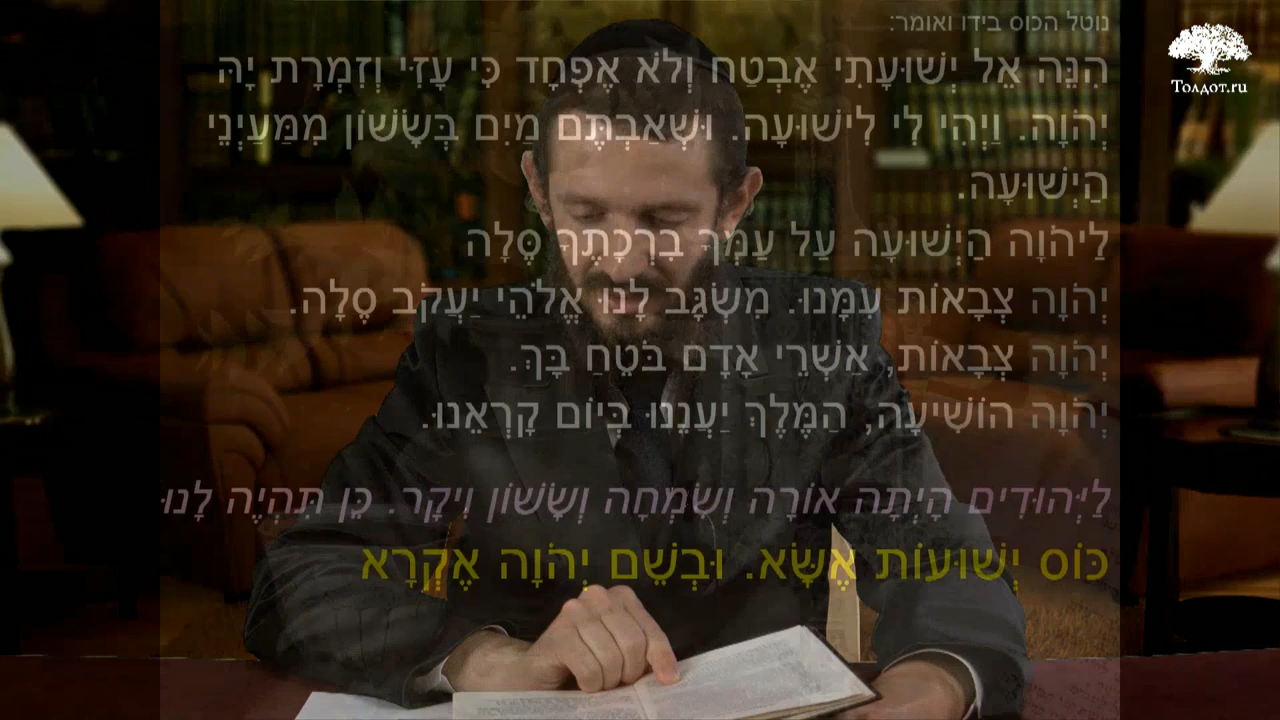 נוטל הכוס בידו ואומר:
הִנֵּה אֵל יְשׁוּעָתִי אֶבְטַח וְלֹא אֶפְחָד כִּי עָזִּי וְזִמְרָת יָהּ
יְהֹוָה. וַיְהִי לִי לִישׁוּעָה. וּשְׁאַבְתֶּם מַיִם בְּשָׂשׂוֹן מִמַּעַיְנֵי
הַיְשׁוּעָה.
לַיהֹוָה הַיְשׁוּעָה עַל עַמְּךָ בִרְכָתֶךָ סֶּלָה
יְהֹוָה צְבָאוֹת עִמָּנוּ. מִשְׂגָּב לָנוּ אֱלֹהֵי יַעֲקֹב סֶלָה.
יְהֹוָה צְבָאוֹת, אשְׁרֵי אָדָם בֹּטֵחַ בָּךְ.
יְהֹוָה הוֹשִׁיעָה, הַמֶּלֶךְ יַעֲנֵנוּ בְיוֹם קָרְאֵנוּ.
לַיְּהוּדִים הָיְתָה אוֹרָה וְשִׂמְחָה וְשָׂשׂוֹן וִיקָר. כֵּן תִּהְיֶה לָנוּ
כּוֹס יְשׁוּעוֹת אֶשָּׂא. וּבְשֵׁם יְהֹוָה אֶקְרָא
Толдот.ru